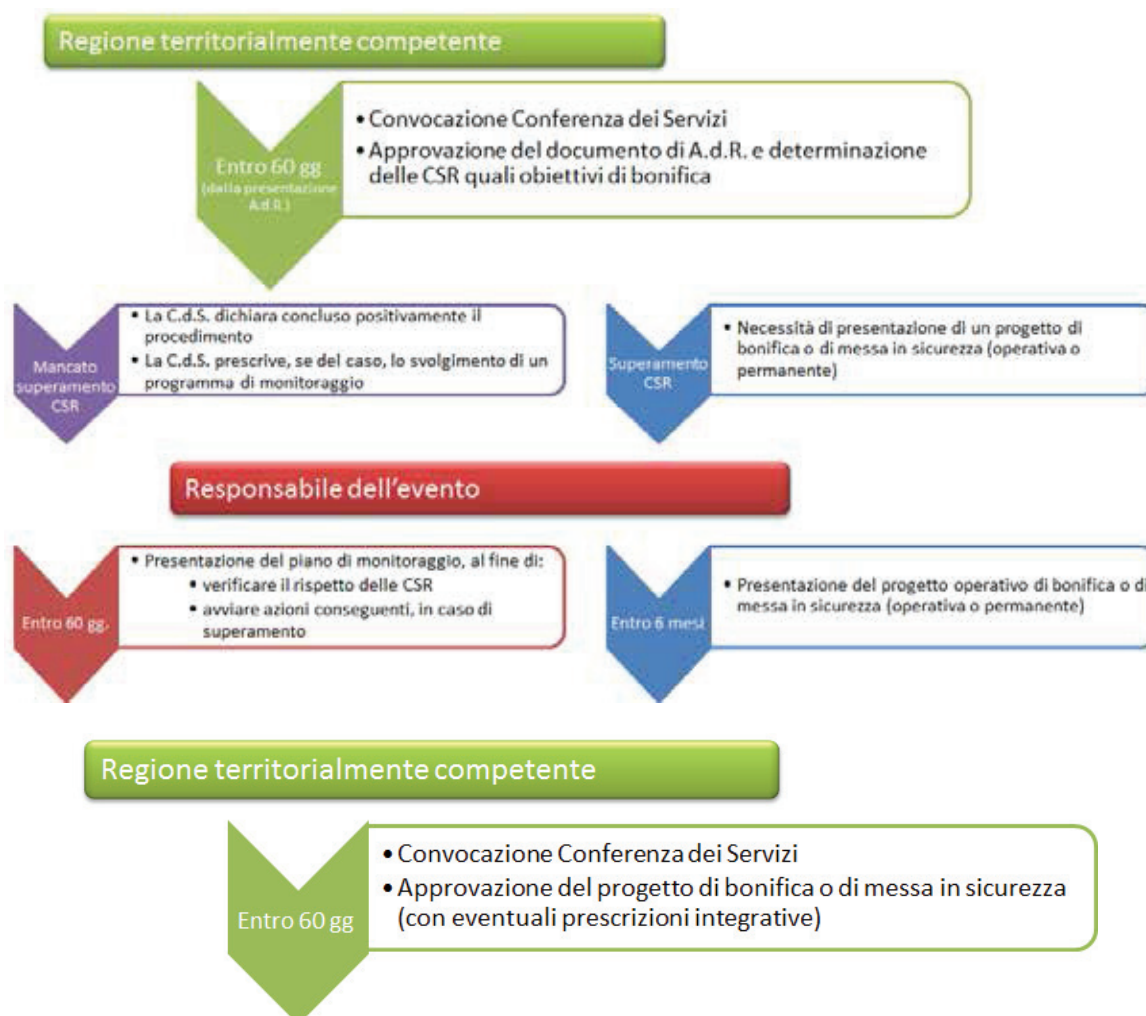 Regione territorialmente competente
Entro 60 gg
(dalla presentazione
A.d.R.)
• Convocazione Conferenza dei Servizi
• Approvazione del documento di A.d.R. e determinazione
delle CSR quali obiettivi di bonifica
Mancato
superamento
CSR
• La C.d.S. dichiara concluso positivamente il
procedimento
• La C.d.S. prescrive, se del caso, lo svolgimento di un
programma di monitoraggio
Superamento
CSR
• Necessità di presentazione di un progetto di
bonifica o di messa in sicurezza (operativa o
permanente)
Responsabile dell'evento
Entro 60 gg.
• Presentazione del piano di monitoraggio, al fine di:
• verificare il rispetto delle CSR
• avviare azioni conseguenti, in caso di
superamento
Entro 6 mesi
• Presentazione del progetto operativo di bonifica o di
messa in sicurezza (operativa o permanente)
Regione territorialmente competente
Entro 60 gg
• Convocazione Conferenza dei Servizi
• Approvazione del progetto di bonifica o di messa in sicurezza
(con eventuali prescrizioni integrative)